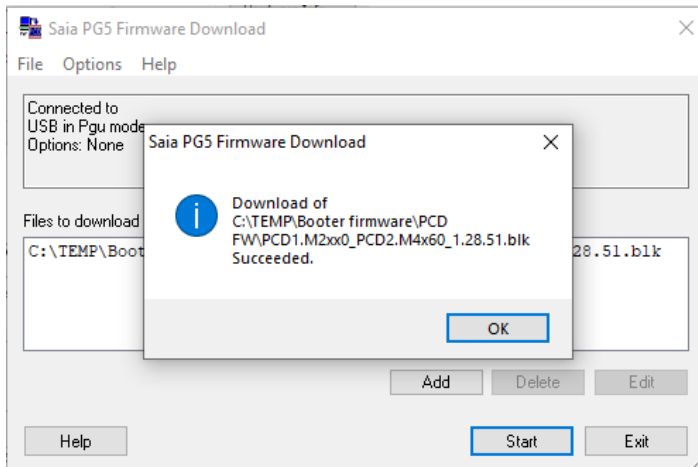 Saia PG5 Firmware Download
File Options Help
Connected to
USB in Pgu mode
Options: None
Saia PG5 Firmware Download
Download of
C:\TEMP\Booter firmware\PCD
FW\PCD1.M2xx0_PCD2.M4x60_1.28.51.blk
Succeeded.
OK
Files to download
C:\TEMP\Boot 28.51.blk
Add Delete Edit
Help Start Exit